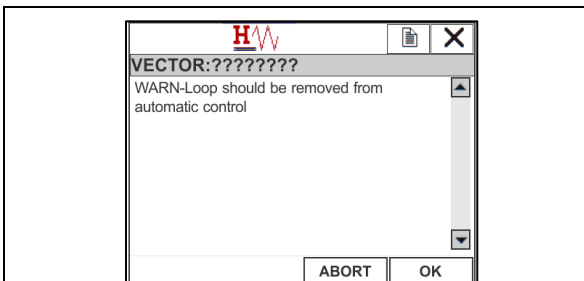 H
VECTOR:????????
WARN-Loop should be removed from
automatic control
ABORT OK